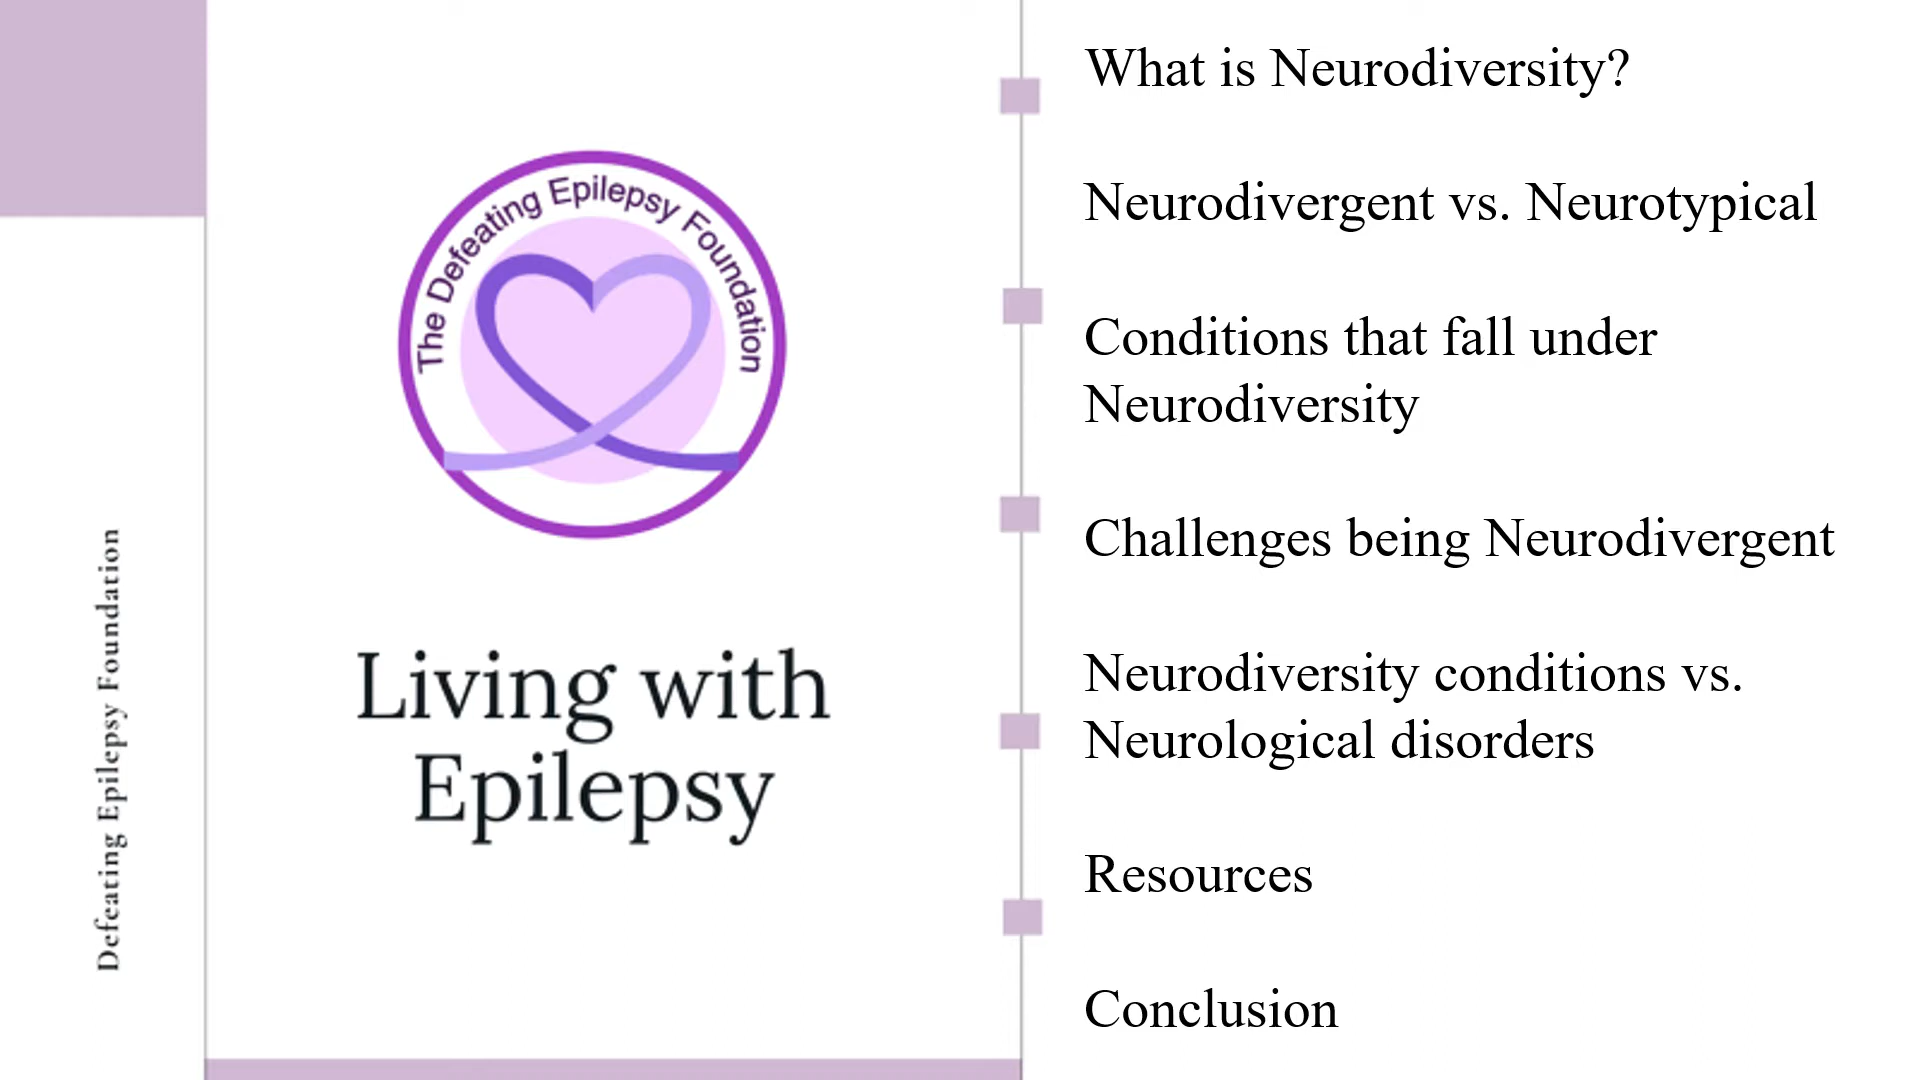 Defeating Epilepsy Foundation
The Defeating Epilepsy Foundation
Living with
Epilepsy
What is Neurodiversity?
Neurodivergent vs. Neurotypical
Conditions that fall under
Neurodiversity
Challenges being Neurodivergent
Neurodiversity conditions vs.
Neurological disorders
Resources
Conclusion